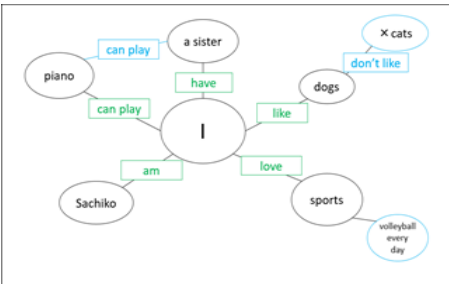 × cats
can play
a sister
don't like
piano
have
dogs
can play
like
I
am
love
Sachiko
sports
volleyball
every
day